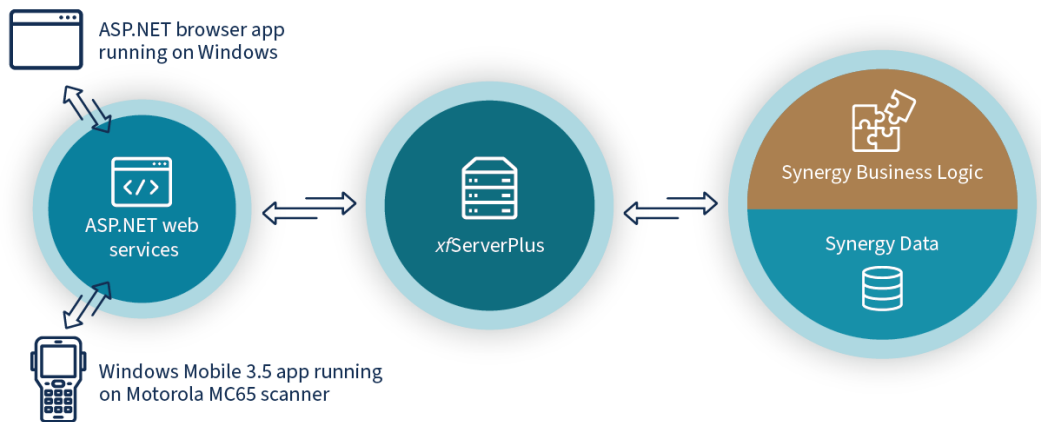 ASP.NET browser app
running on Windows
</>
ASP.NET web
services
xfServerPlus
Synergy Business Logic
Synergy Data
Windows Mobile 3.5 app running
on Motorola MC65 scanner